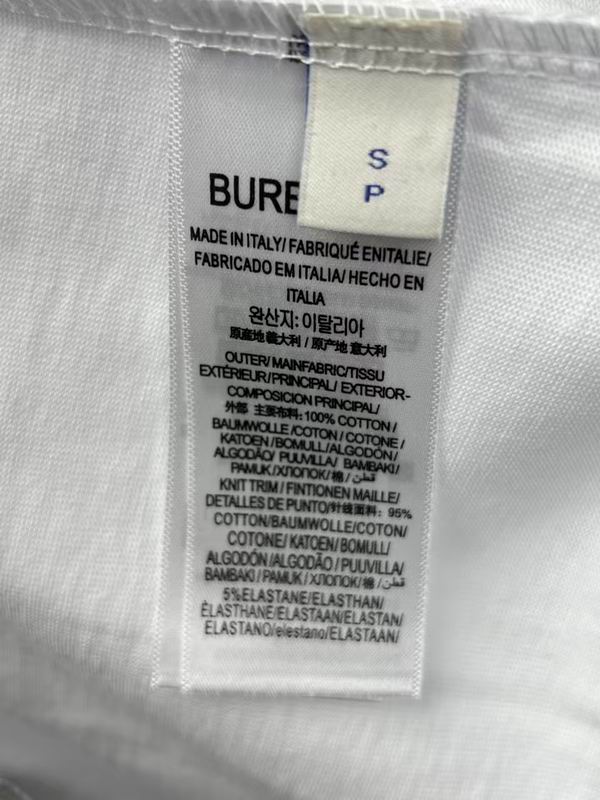 S
P
BURB
MADE IN ITALY/ FABRIQUÉ ENITALIE/
FABRICADO EM ITALIA/ HECHO EN
ITALIA
완산지: 이탈리아
原產地義大利 / 原产地 意大利
OUTER/ MAINFABRIC/TISSU
EXTÉRIEUR/PRINCIPAL/ EXTERIOR-
COMPOSICION PRINCIPAL/
外部 主要布料:100% COTTON /
BAUMWOLLE /COTON / COTONE /
KATOEN /BOMULL/ALGODÓN/
ALGODÃO/ PUUVILLA/ BAMBAKI/
PAMUK/ХЛОПОК/棉 / قطن/
KNIT TRIM / FINTIONEN MAILLE/
DETALLES DE PUNTO/针线面料: 95%
COTTON/BAUMWOLLE/COTON/
COTONE/ KATOEN/ BOMULL/
ALGODÓN /ALGODÃO / PUUVILLA/
BAMBAKI / PAMUK / ХЛОПОК/棉 / قطن/
5%ELASTANE/ELASTHAN/
ÉLASTHANE/ELASTAAN/ELASTAN/
ELASTANO/elestano/ELASTAAN/